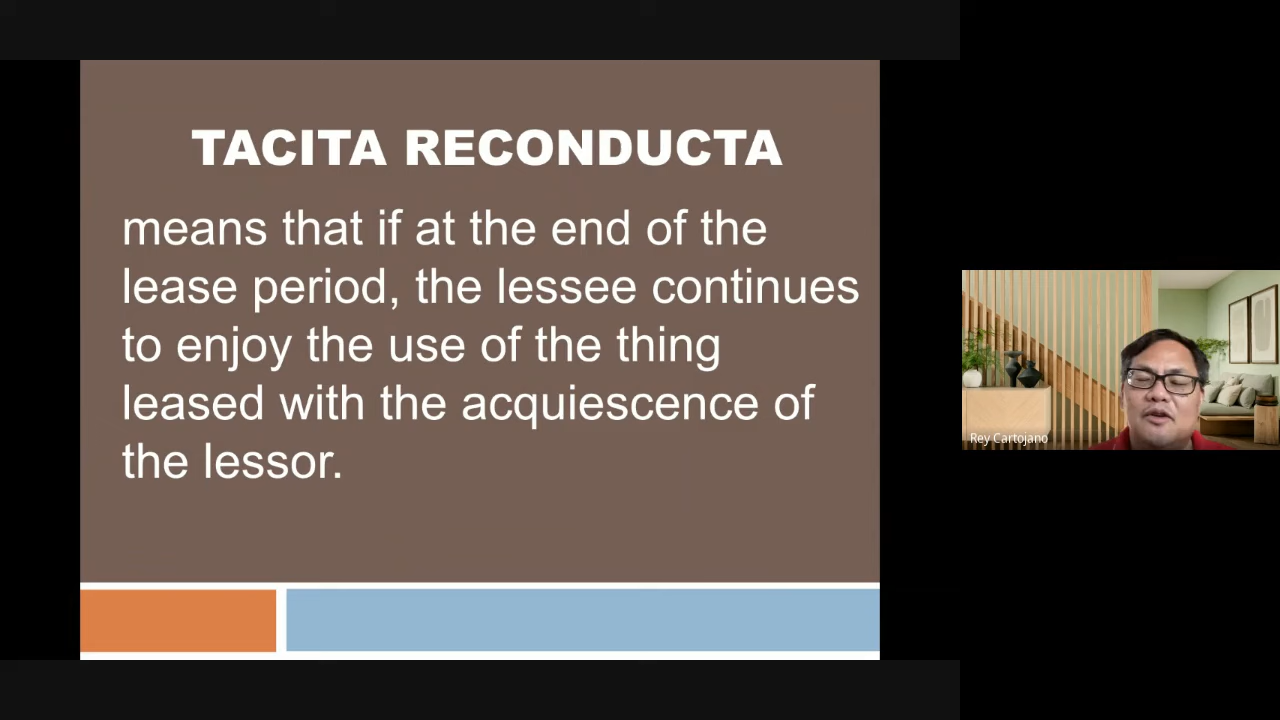 TACITA RECONDUCTA
means that if at the end of the
lease period, the lessee continues
to enjoy the use of the thing
leased with the acquiescence of
the lessor.
Rey Cartojano